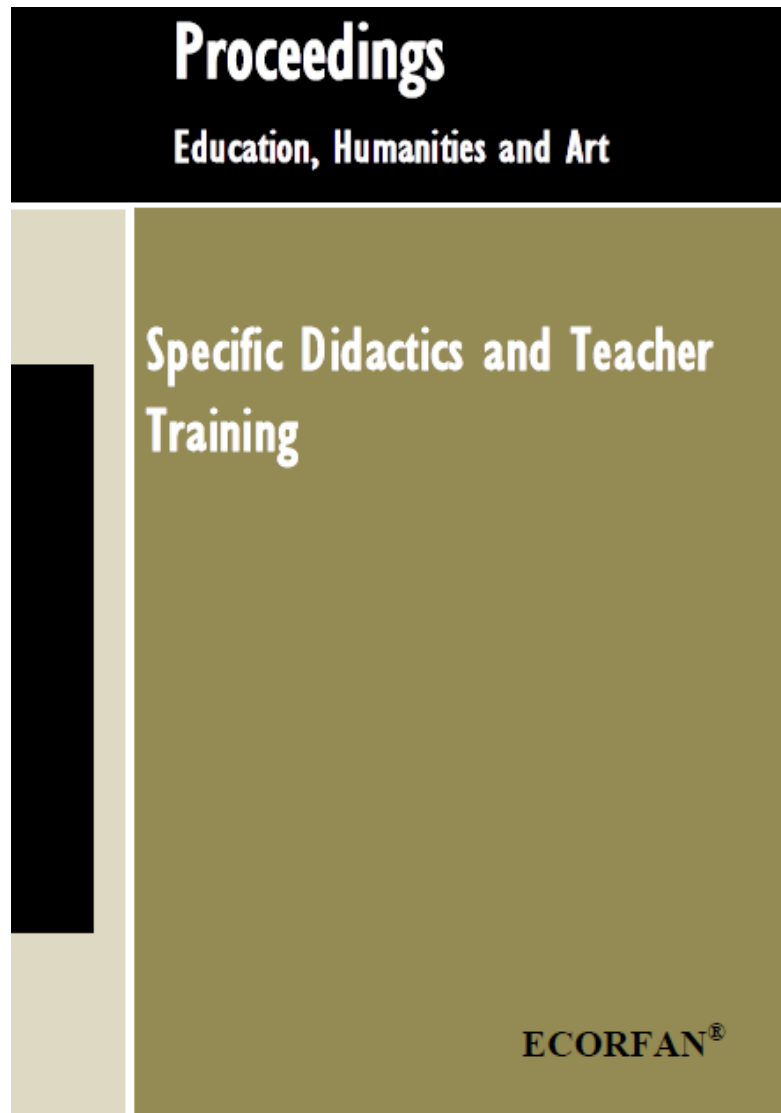 Proceedings
Education, Humanities and Art
Specific Didactics and Teacher
Training
ECORFAN®